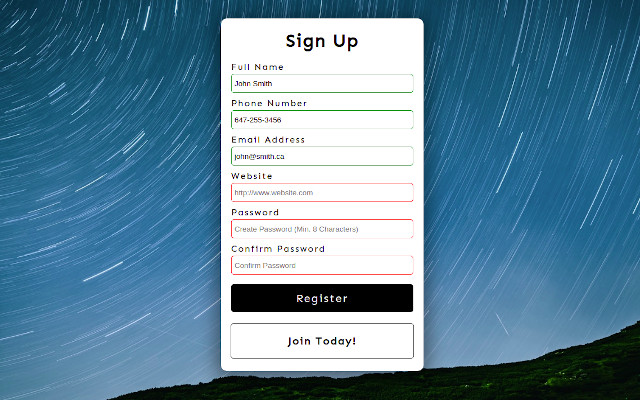 Sign Up
Full Name
John Smith
Phone Number
647-255-3456
Email Address
john@smith.ca
Website
http://www.website.com
Password
Create Password (Min. 8 Characters)
Confirm Password
Confirm Password
Register
Join Today!